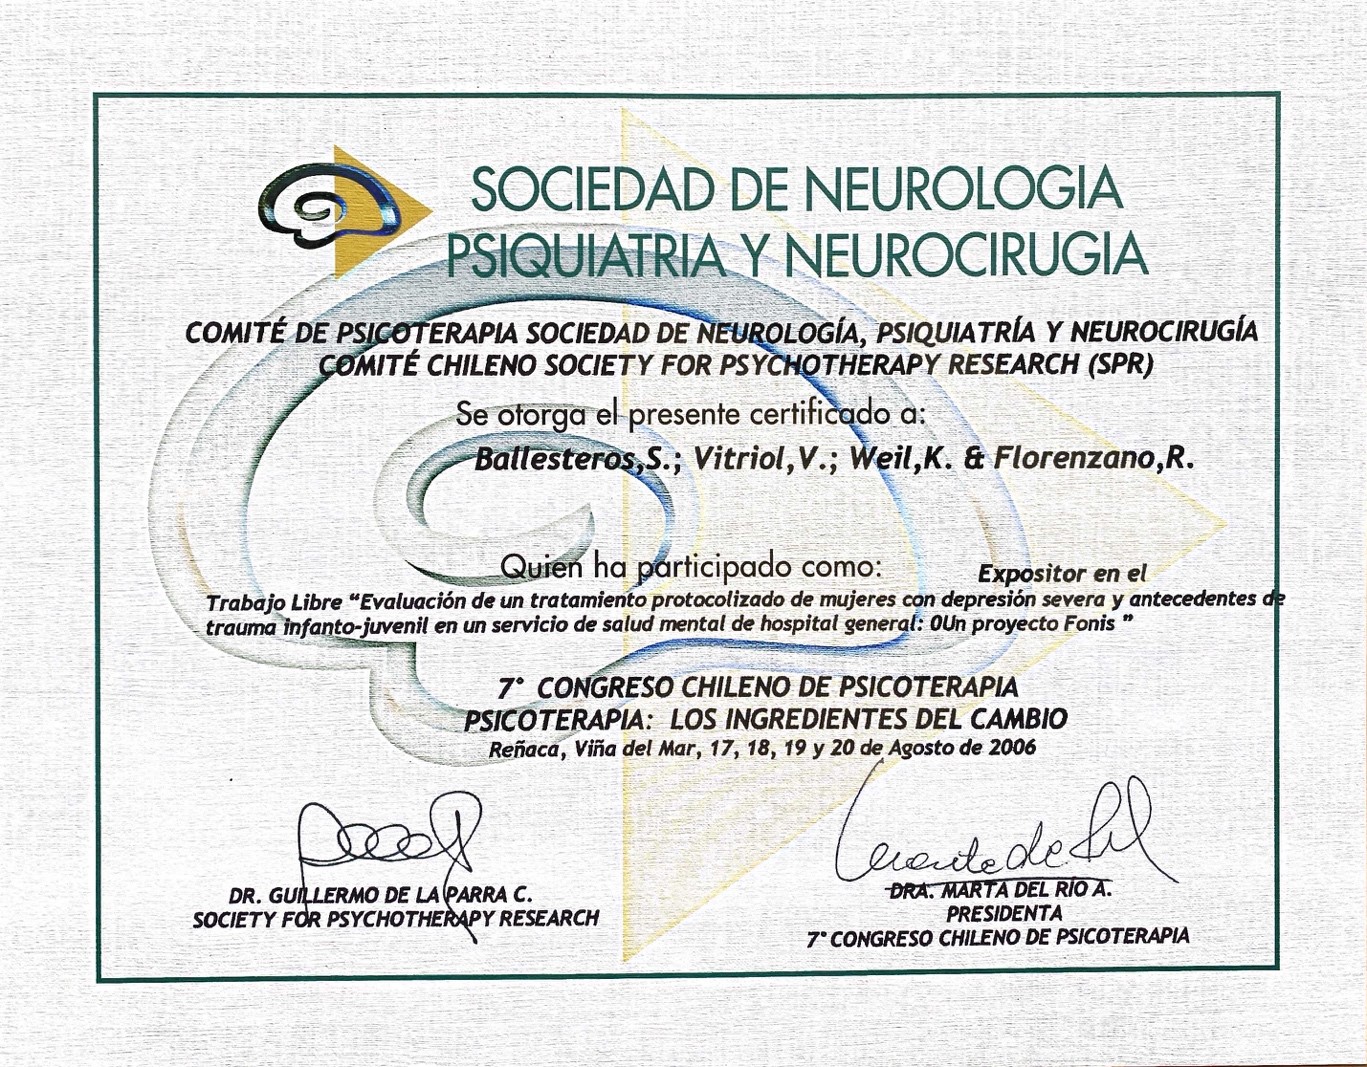 SOCIEDAD DE NEUROLOGIA
PSIQUIATRIA Y NEUROCIRUGIA
COMITÉ DE PSICOTERAPIA SOCIEDAD DE NEUROLOGÍA, PSIQUIATRÍA Y NEUROCIRUGÍA
COMITÉ CHILENO SOCIETY FOR PSYCHOTHERAPY RESEARCH (SPR)
Se otorga el presente certificado a:
Ballesteros,S.; Vitriol,V.; Weil,K. & Florenzano,R.
Quien ha participado como: Expositor en el
Trabajo Libre “Evaluación de un tratamiento protocolizado de mujeres con depresión severa y antecedentes de
trauma infanto-juvenil en un servicio de salud mental de hospital general: 0Un proyecto Fonis ”
7° CONGRESO CHILENO DE PSICOTERAPIA
PSICOTERAPIA: LOS INGREDIENTES DEL CAMBIO
Reñaca, Viña del Mar, 17, 18, 19 y 20 de Agosto de 2006
DR. GUILLERMO DE LA PARRA C.
SOCIETY FOR PSYCHOTHERAPY RESEARCH
DRA. MARTA DEL RÍO A.
PRESIDENTA
7° CONGRESO CHILENO DE PSICOTERAPIA